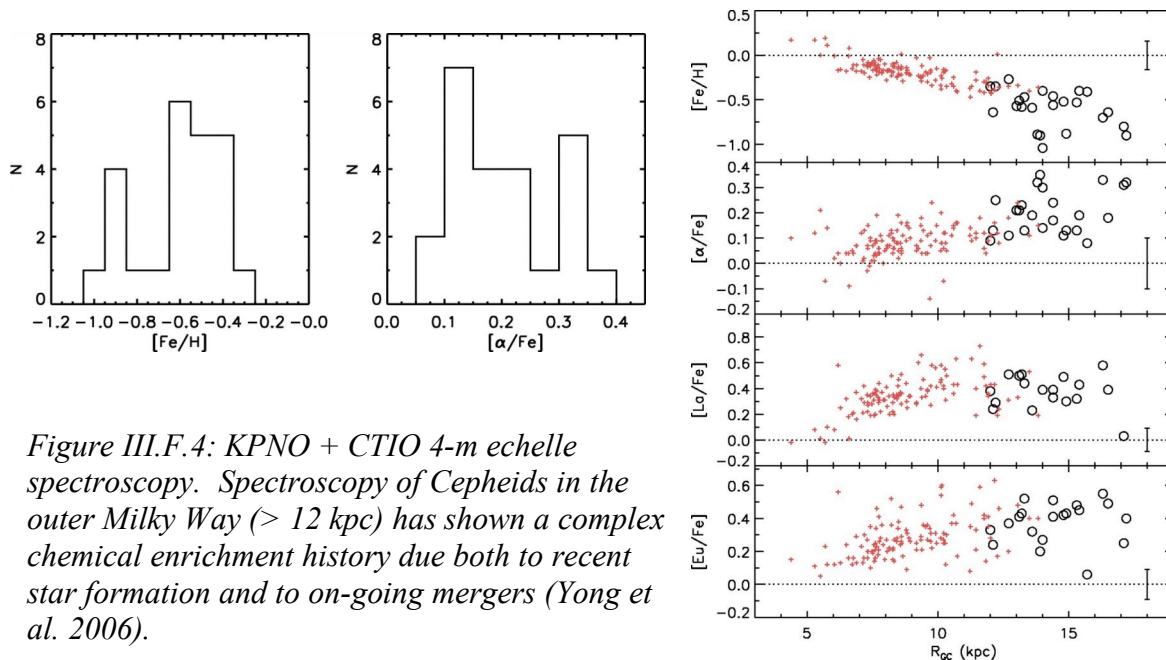 8
6
4
2
0
N
-1.2 -1.0 -0.8 -0.6 -0.4 -0.2 -0.0
[Fe/H]
8
6
4
2
0
N
0.0 0.1 0.2 0.3 0.4
[α/Fe]
Figure III.F.4: KPNO + CTIO 4-m echelle
spectroscopy. Spectroscopy of Cepheids in the
outer Milky Way (> 12 kpc) has shown a complex
chemical enrichment history due both to recent
star formation and to on-going mergers (Yong et
al. 2006).
0.5
0.0
-0.5
-1.0
[Fe/H]
0.4
0.3
0.2
0.1
0.0
-0.1
-0.2
[α/Fe]
0.8
0.6
0.4
0.2
0.0
-0.2
[La/Fe]
0.6
0.4
0.2
0.0
-0.2
[Eu/Fe]
5 10 15
R_GC (kpc)